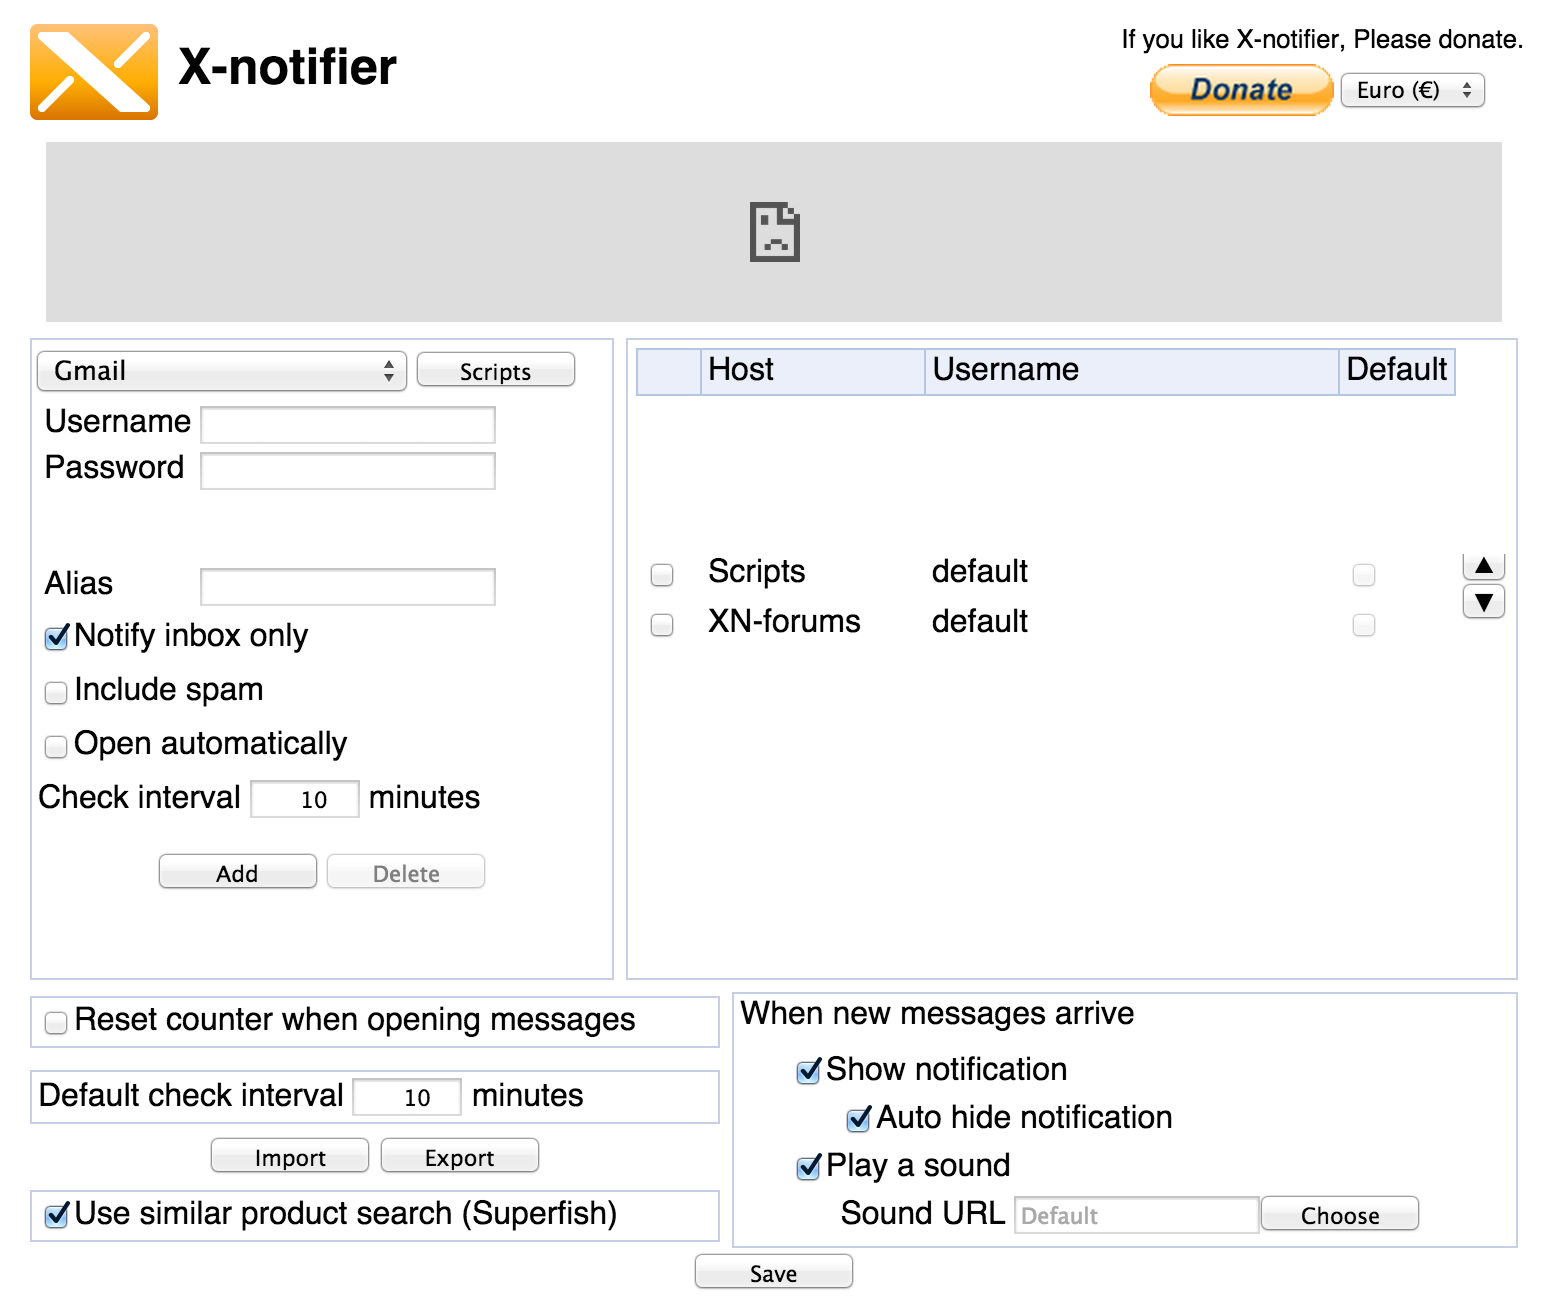 X-notifier
If you like X-notifier, Please donate.
Donate
Euro (€)
Gmail
Scripts
Username
Password
Alias
Notify inbox only
Include spam
Open automatically
Check interval 10 minutes
Add
Delete
Host Username Default
Scripts default
XN-forums default
▲
▼
Reset counter when opening messages
Default check interval 10 minutes
Import
Export
Use similar product search (Superfish)
When new messages arrive
Show notification
Auto hide notification
Play a sound
Sound URL Default Choose
Save